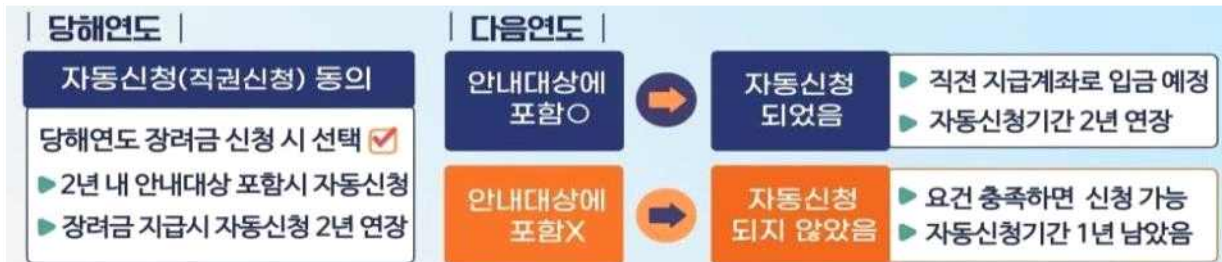 | 당해연도 |
자동신청(직권신청) 동의
당해연도 장려금 신청 시 선택
▶ 2년 내 안내대상 포함시 자동신청
▶ 장려금 지급시 자동신청 2년 연장
| 다음연도 |
안내대상에
포함○
자동신청
되었음
▶ 직전 지급계좌로 입금 예정
▶ 자동신청기간 2년 연장
안내대상에
포함X
자동신청
되지 않았음
▶ 요건 충족하면 신청 가능
▶ 자동신청기간 1년 남았음